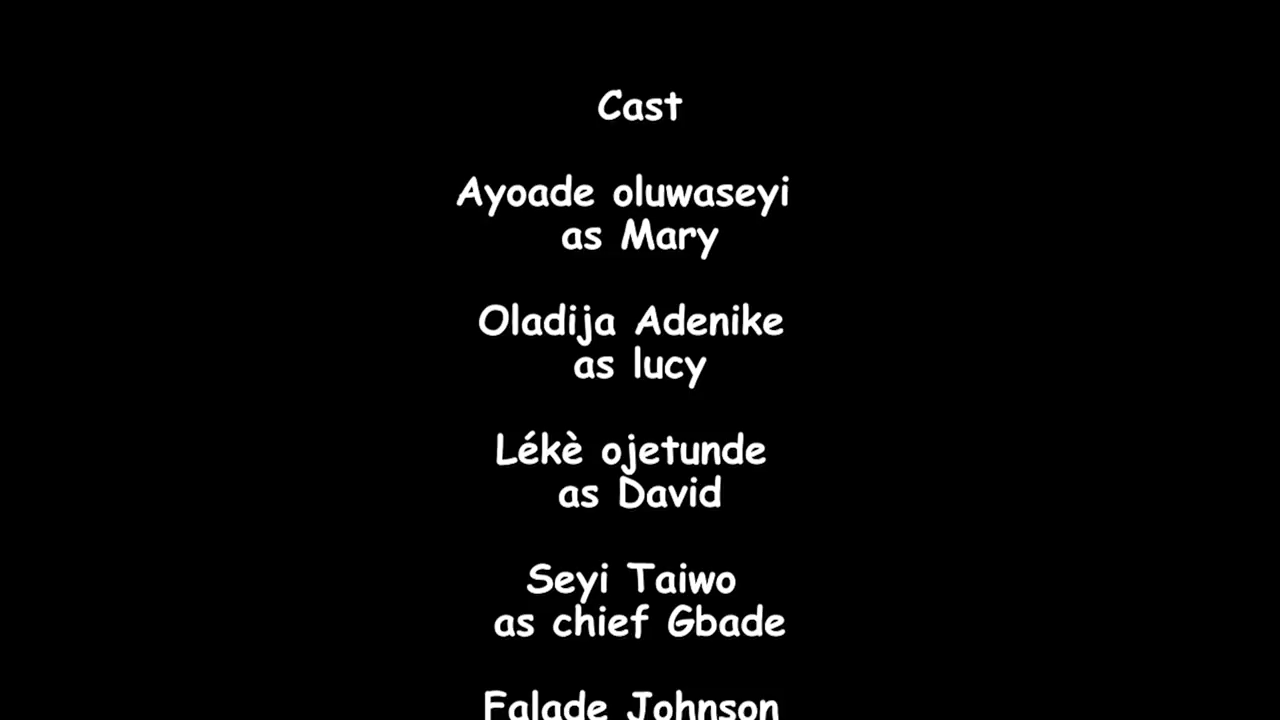 Cast
Ayoade oluwaseyi
as Mary
Oladija Adenike
as lucy
Lékè ojetunde
as David
Seyi Taiwo
as chief Gbade
Falade Johnson